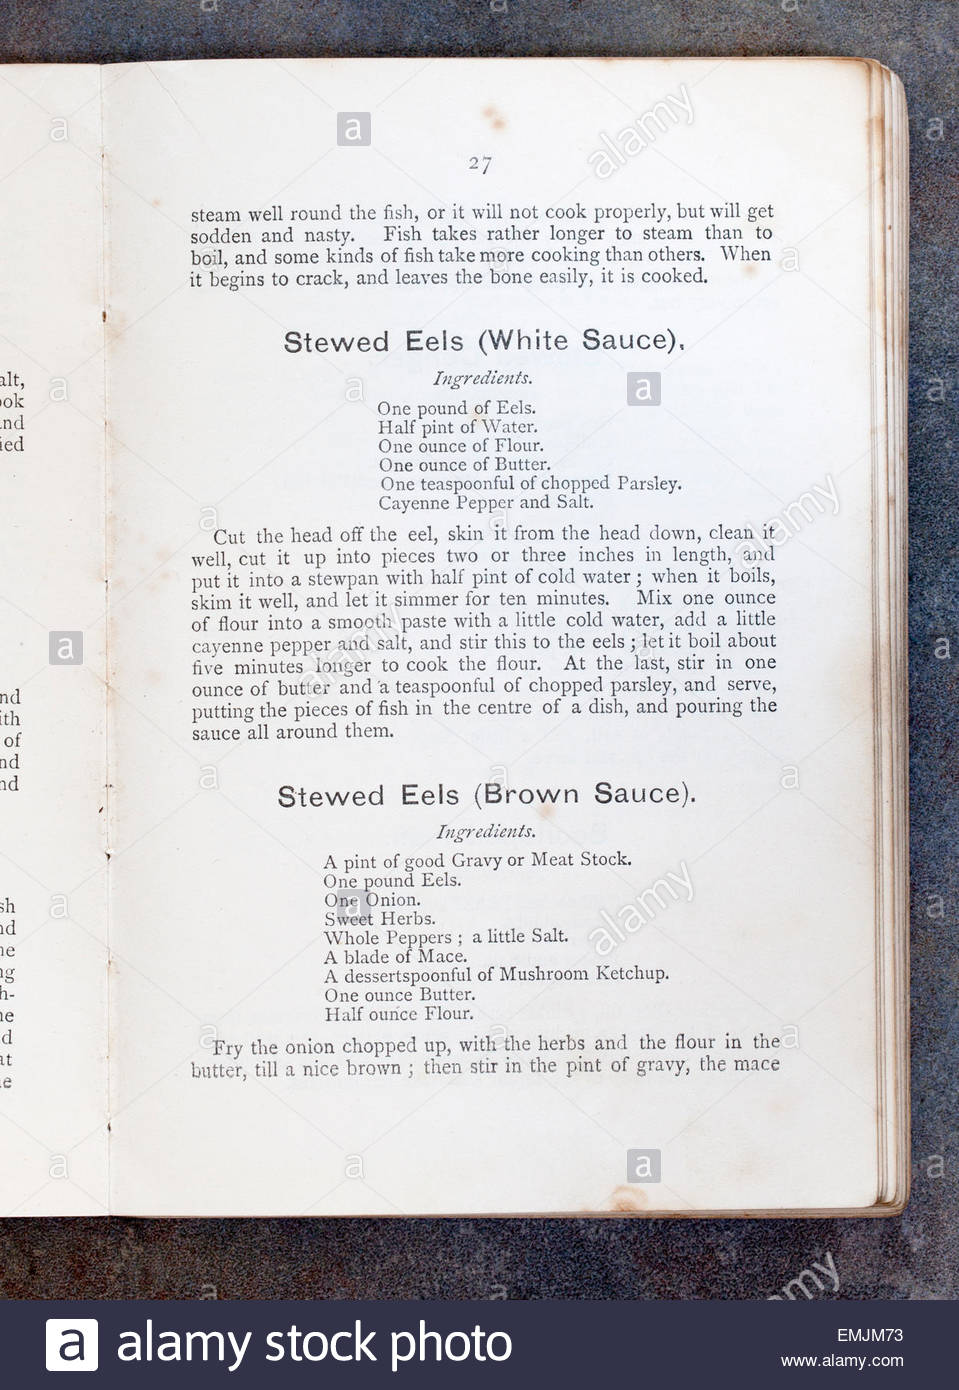 27
steam well round the fish, or it will not cook properly, but will get
sodden and nasty. Fish takes rather longer to steam than to
boil, and some kinds of fish take more cooking than others. When
it begins to crack, and leaves the bone easily, it is cooked.
Stewed Eels (White Sauce).
Ingredients.
One pound of Eels.
Half pint of Water.
One ounce of Flour.
One ounce of Butter.
One teaspoonful of chopped Parsley.
Cayenne Pepper and Salt.
Cut the head off the eel, skin it from the head down, clean it
well, cut it up into pieces two or three inches in length, and
put it into a stewpan with half pint of cold water; when it boils,
skim it well, and let it simmer for ten minutes. Mix one ounce
of flour into a smooth paste with a little cold water, add a little
cayenne pepper and salt, and stir this to the eels; let it boil about
five minutes longer to cook the flour. At the last, stir in one
ounce of butter and a teaspoonful of chopped parsley, and serve,
putting the pieces of fish in the centre of a dish, and pouring the
sauce all around them.
Stewed Eels (Brown Sauce).
Ingredients.
A pint of good Gravy or Meat Stock.
One pound Eels.
One Onion.
Sweet Herbs.
Whole Peppers; a little Salt.
A blade of Mace.
A dessertspoonful of Mushroom Ketchup.
One ounce Butter.
Half ounce Flour.
Fry the onion chopped up, with the herbs and the flour in the
butter, till a nice brown; then stir in the pint of gravy, the mace
a alamy stock photo
EMJM73
www.alamy.com